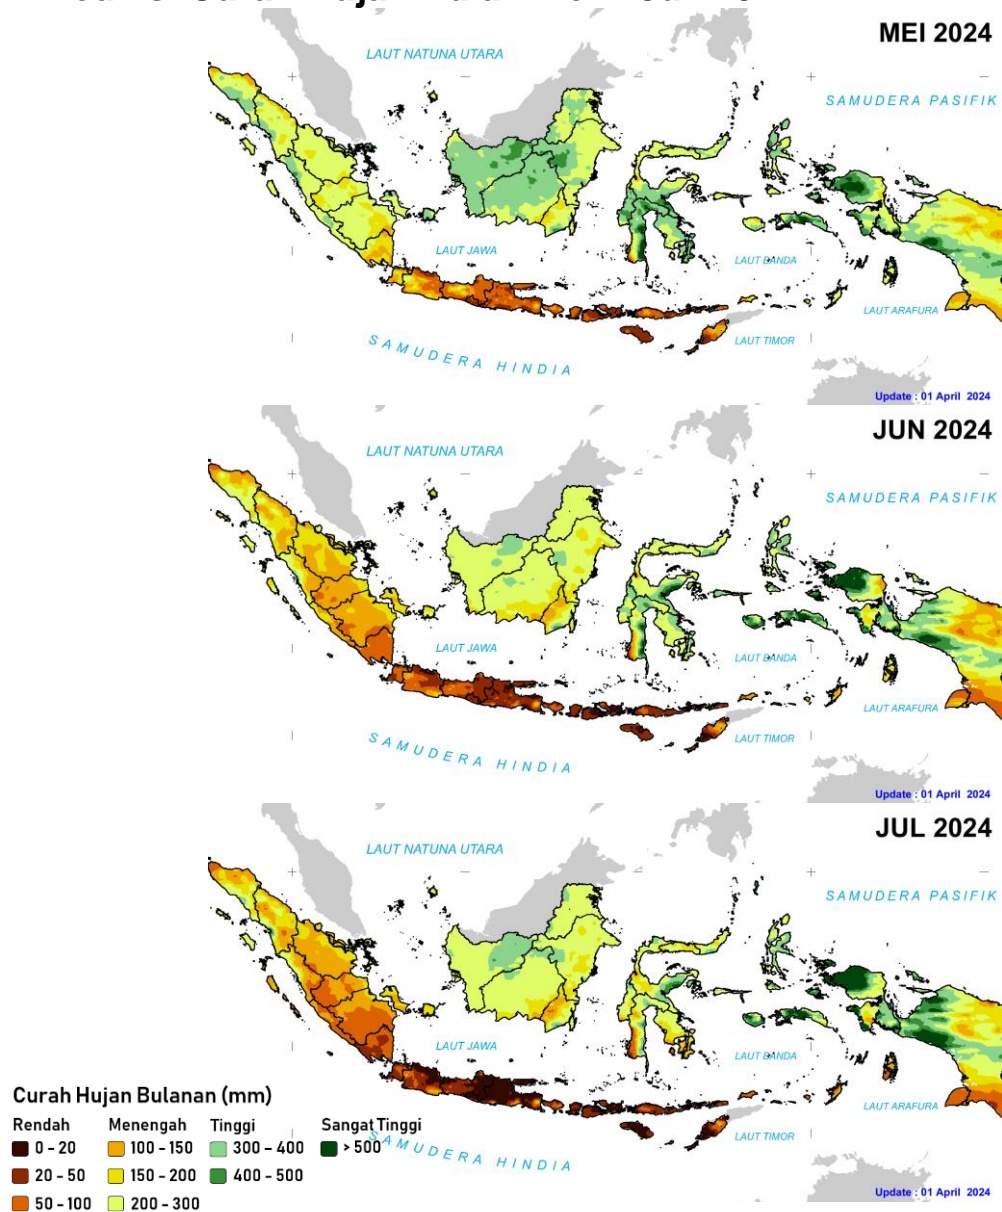 MEI 2024
LAUT NATUNA UTARA
SAMUDERA PASIFIK
LAUT JAWA
LAUT BANDA
LAUT ARAFURA
LAUT TIMOR
SAMUDERA HINDIA
Update : 01 April 2024
JUN 2024
LAUT NATUNA UTARA
SAMUDERA PASIFIK
LAUT JAWA
LAUT BANDA
LAUT ARAFURA
LAUT TIMOR
SAMUDERA HINDIA
Update : 01 April 2024
JUL 2024
LAUT NATUNA UTARA
SAMUDERA PASIFIK
LAUT JAWA
LAUT BANDA
LAUT ARAFURA
LAUT TIMOR
SAMUDERA HINDIA
Update : 01 April 2024
Curah Hujan Bulanan (mm)
Rendah Menengah Tinggi Sangat Tinggi
0 - 20 100 - 150 300 - 400 > 500
20 - 50 150 - 200 400 - 500
50 - 100 200 - 300